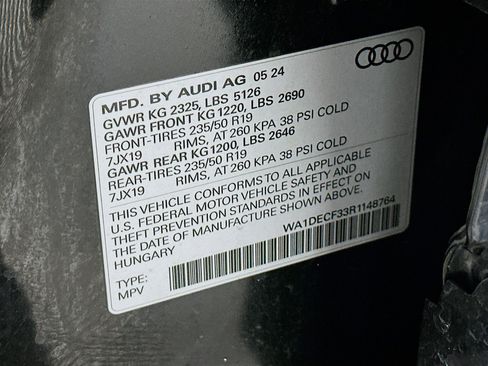 MFD. BY AUDI AG 05 24
GVWR KG 2325, LBS 5126
GAWR FRONT KG 1220, LBS 2690
FRONT-TIRES 235/50 R19
7JX19 RIMS, AT 260 KPA 38 PSI COLD
GAWR REAR KG1200, LBS 2646
REAR-TIRES 235/50 R19
7JX19 RIMS, AT 260 KPA 38 PSI COLD
THIS VEHICLE CONFORMS TO ALL APPLICABLE
U.S. FEDERAL MOTOR VEHICLE SAFETY AND
THEFT PREVENTION STANDARDS IN EFFECT ON
THE DATE OF MANUFACTURE SHOWN ABOVE.
HUNGARY WA1DECF33R1148764
TYPE:
MPV